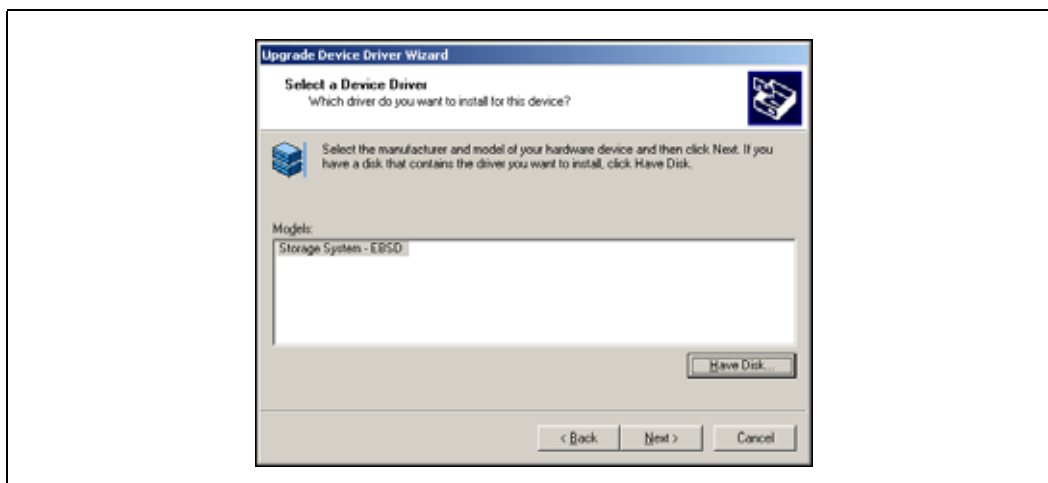 Upgrade Device Driver Wizard
Select a Device Driver
Which driver do you want to install for this device?
Select the manufacturer and model of your hardware device and then click Next. If you
have a disk that contains the driver you want to install, click Have Disk.
Models:
Storage System - EBSD
Have Disk...
< Back
Next >
Cancel